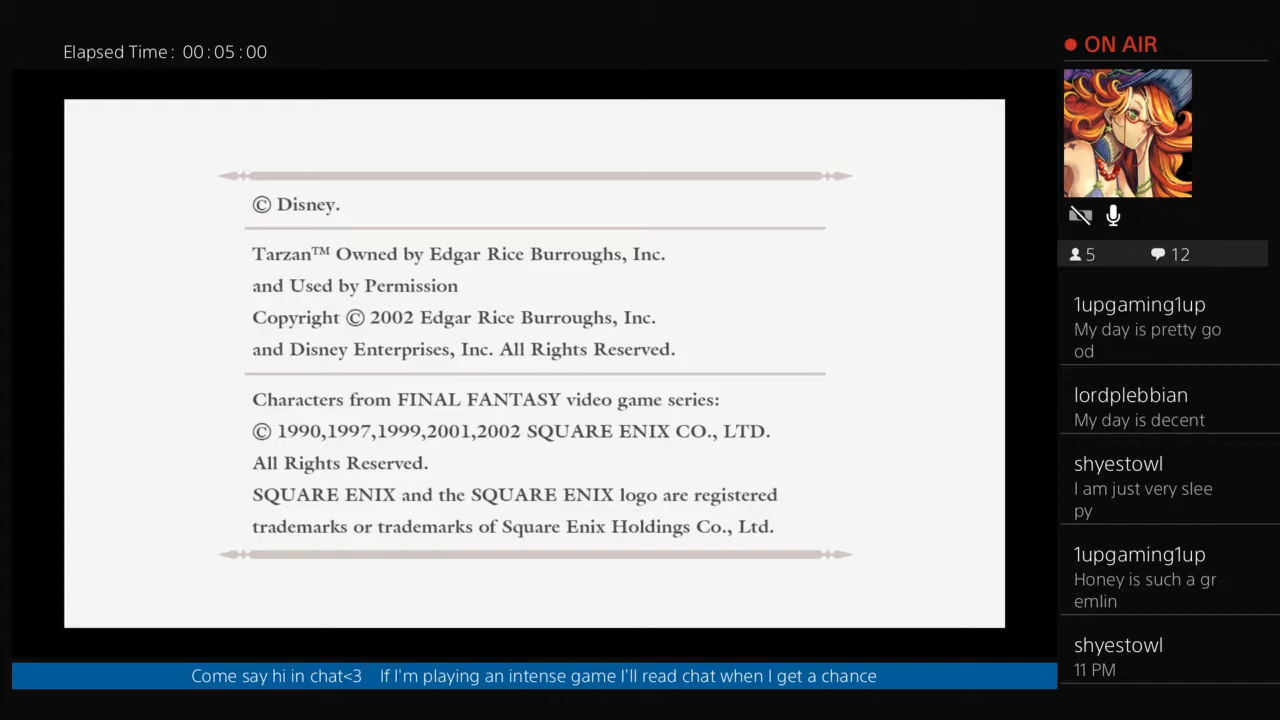 Elapsed Time: 00:05:00
ON AIR
© Disney.
Tarzan™ Owned by Edgar Rice Burroughs, Inc.
and Used by Permission
Copyright © 2002 Edgar Rice Burroughs, Inc.
and Disney Enterprises, Inc. All Rights Reserved.
Characters from FINAL FANTASY video game series:
© 1990,1997,1999,2001,2002 SQUARE ENIX CO., LTD.
All Rights Reserved.
SQUARE ENIX and the SQUARE ENIX logo are registered
trademarks or trademarks of Square Enix Holdings Co., Ltd.
5 12
1upgaming1up
My day is pretty go
od
lordplebbian
My day is decent
shyestowl
I am just very slee
py
1upgaming1up
Honey is such a gr
emlin
shyestowl
11 PM
Come say hi in chat<3 If I'm playing an intense game I'll read chat when I get a chance